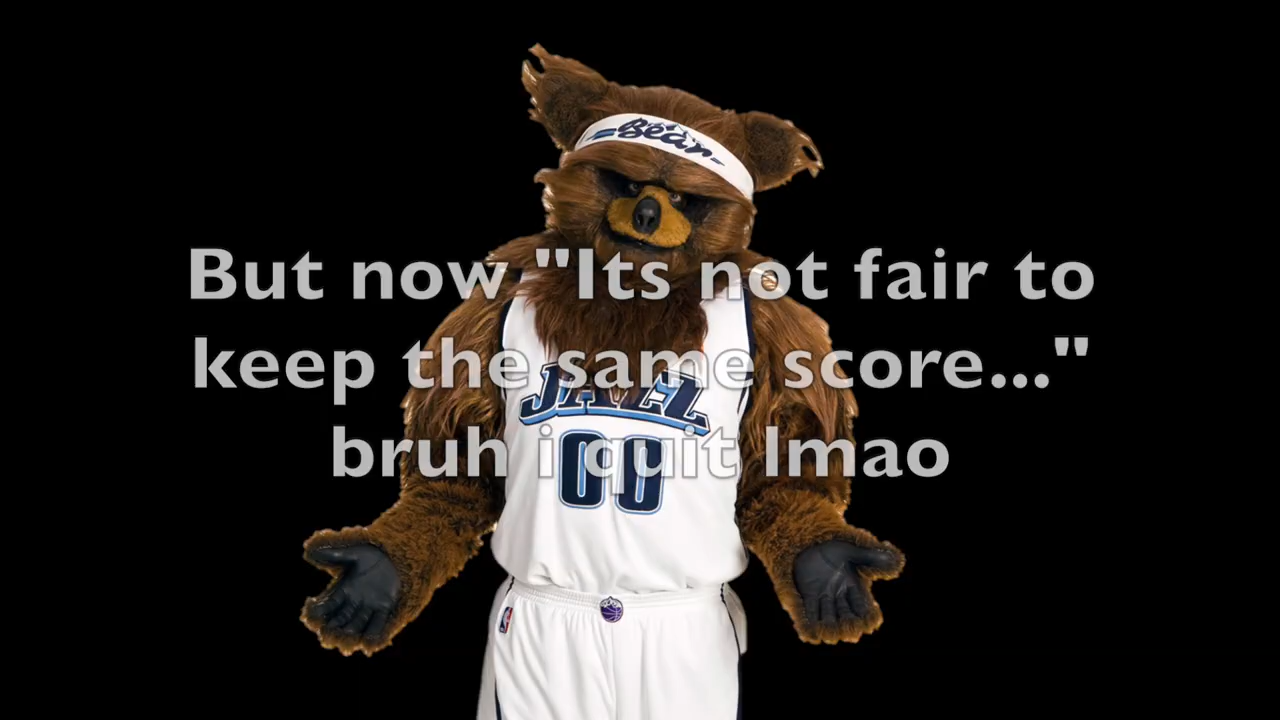 Bear
But now "Its not fair to
keep the same score..."
JAZZ
bruh i quit lmao
00